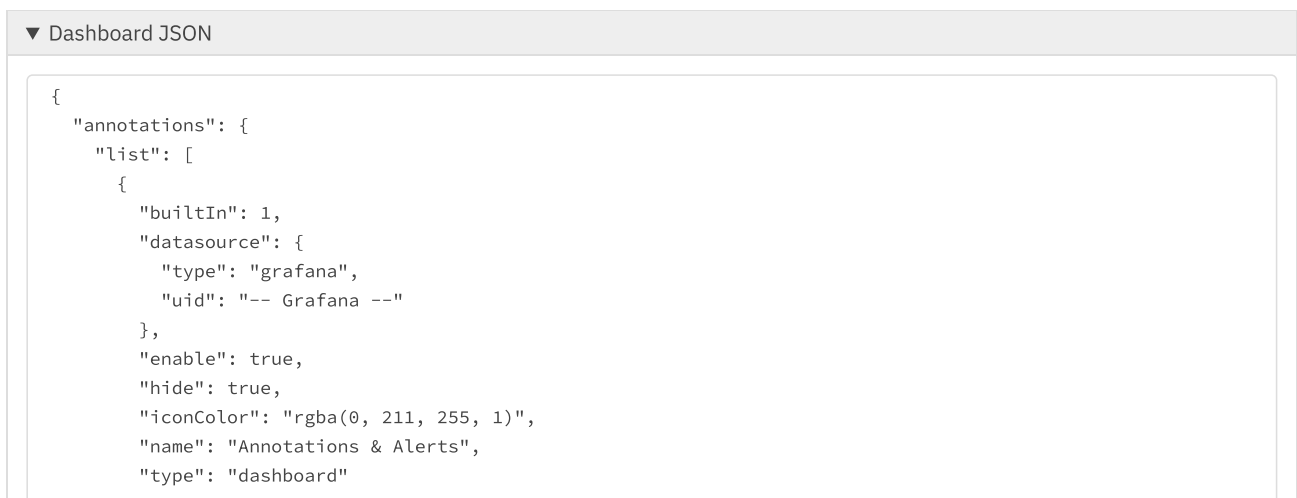 ▼ Dashboard JSON
{
  "annotations": {
    "list": [
      {
        "builtIn": 1,
        "datasource": {
          "type": "grafana",
          "uid": "-- Grafana --"
        },
        "enable": true,
        "hide": true,
        "iconColor": "rgba(0, 211, 255, 1)",
        "name": "Annotations & Alerts",
        "type": "dashboard"